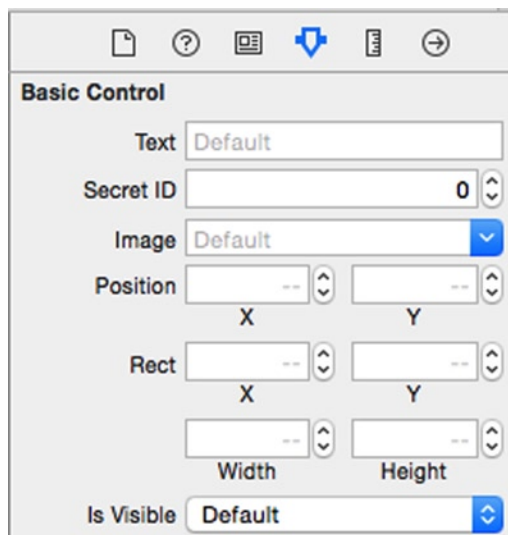 Basic Control
Text Default
Secret ID 0
Image Default
Position -- --
X Y
Rect -- --
X Y
-- --
Width Height
Is Visible Default